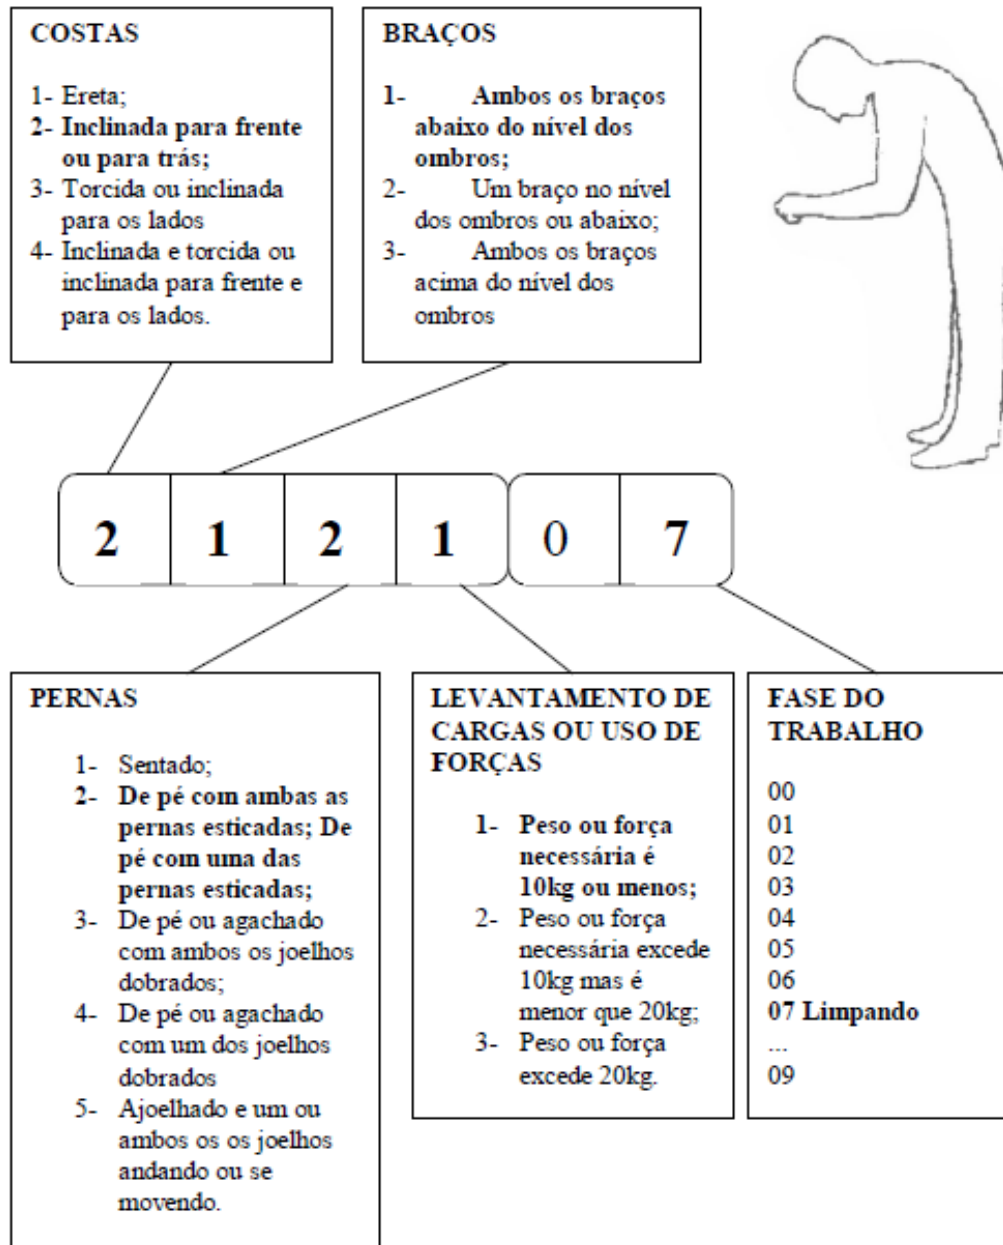 COSTAS
1- Ereta;
2- Inclinada para frente
ou para trás;
3- Torcida ou inclinada
para os lados
4- Inclinada e torcida ou
inclinada para frente e
para os lados.
BRAÇOS
1- Ambos os braços
abaixo do nível dos
ombros;
2- Um braço no nível
dos ombros ou abaixo;
3- Ambos os braços
acima do nível dos
ombros
2 1 2 1 0 7
PERNAS
1- Sentado;
2- De pé com ambas as
pernas esticadas; De
pé com uma das
pernas esticadas;
3- De pé ou agachado
com ambos os joelhos
dobrados;
4- De pé ou agachado
com um dos joelhos
dobrados
5- Ajoelhado e um ou
ambos os os joelhos
andando ou se
movendo.
LEVANTAMENTO DE
CARGAS OU USO DE
FORÇAS
1- Peso ou força
necessária é
10kg ou menos;
2- Peso ou força
necessária excede
10kg mas é
menor que 20kg;
3- Peso ou força
excede 20kg.
FASE DO
TRABALHO
00
01
02
03
04
05
06
07 Limpando
...
09